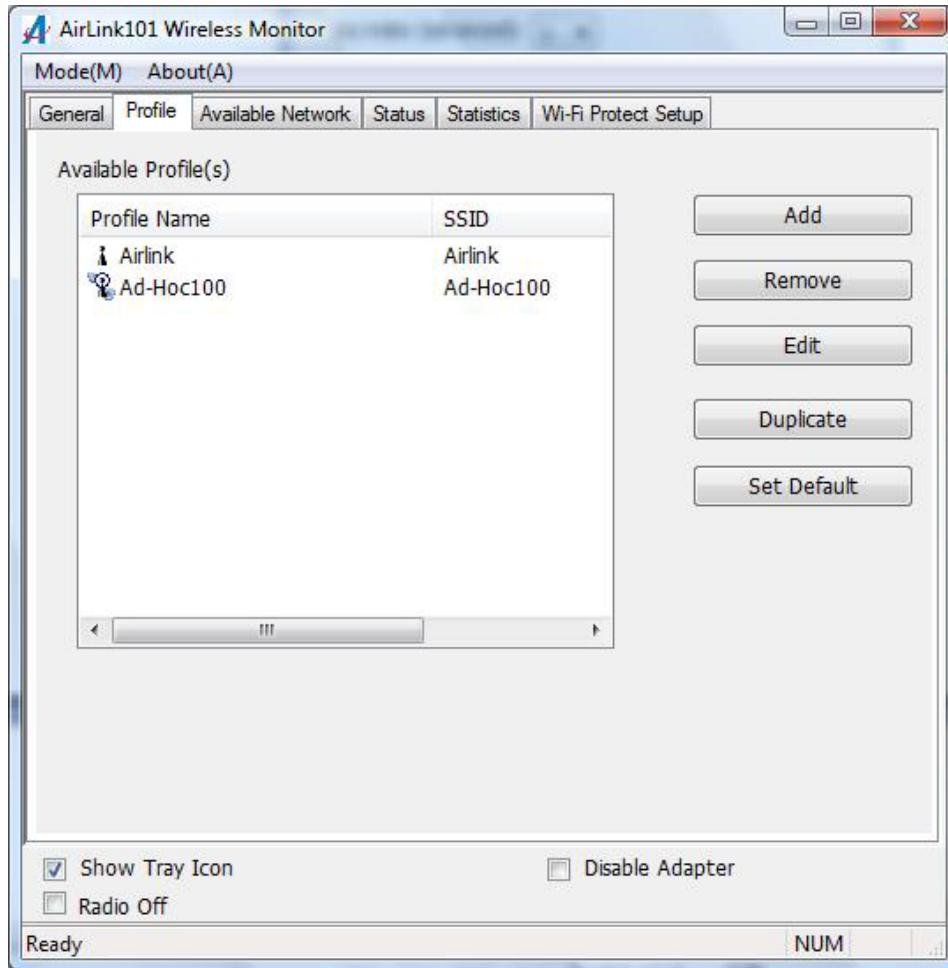 AirLink101 Wireless Monitor
Mode(M) About(A)
General Profile Available Network Status Statistics Wi-Fi Protect Setup
Available Profile(s)
Profile Name SSID
Airlink Airlink
Ad-Hoc100 Ad-Hoc100
Add
Remove
Edit
Duplicate
Set Default
Show Tray Icon Disable Adapter
Radio Off
Ready NUM